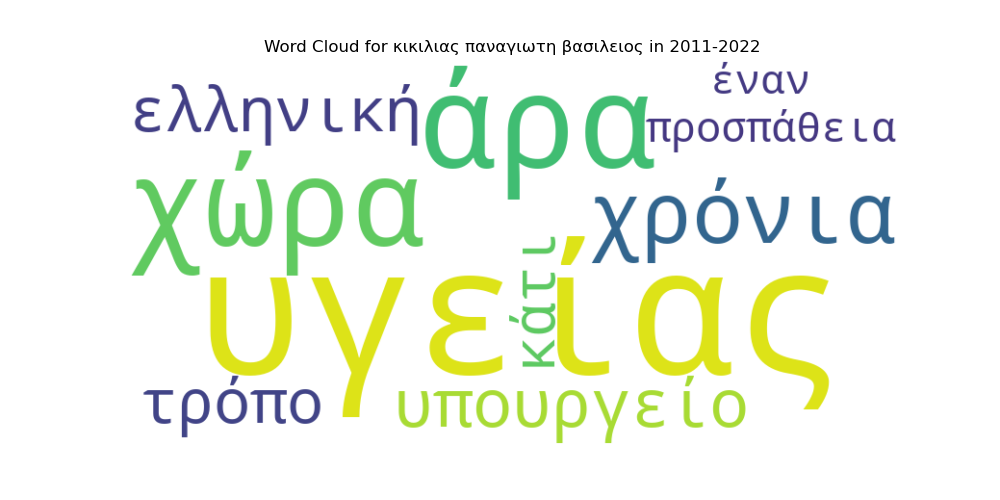 Word Cloud for κικιλιας παναγιωτη βασιλειος in 2011-2022
ελληνική
άρα
έναν
προσπάθεια
χώρα
χρόνια
υγείας
κάτι
τρόπο
υπουργείο